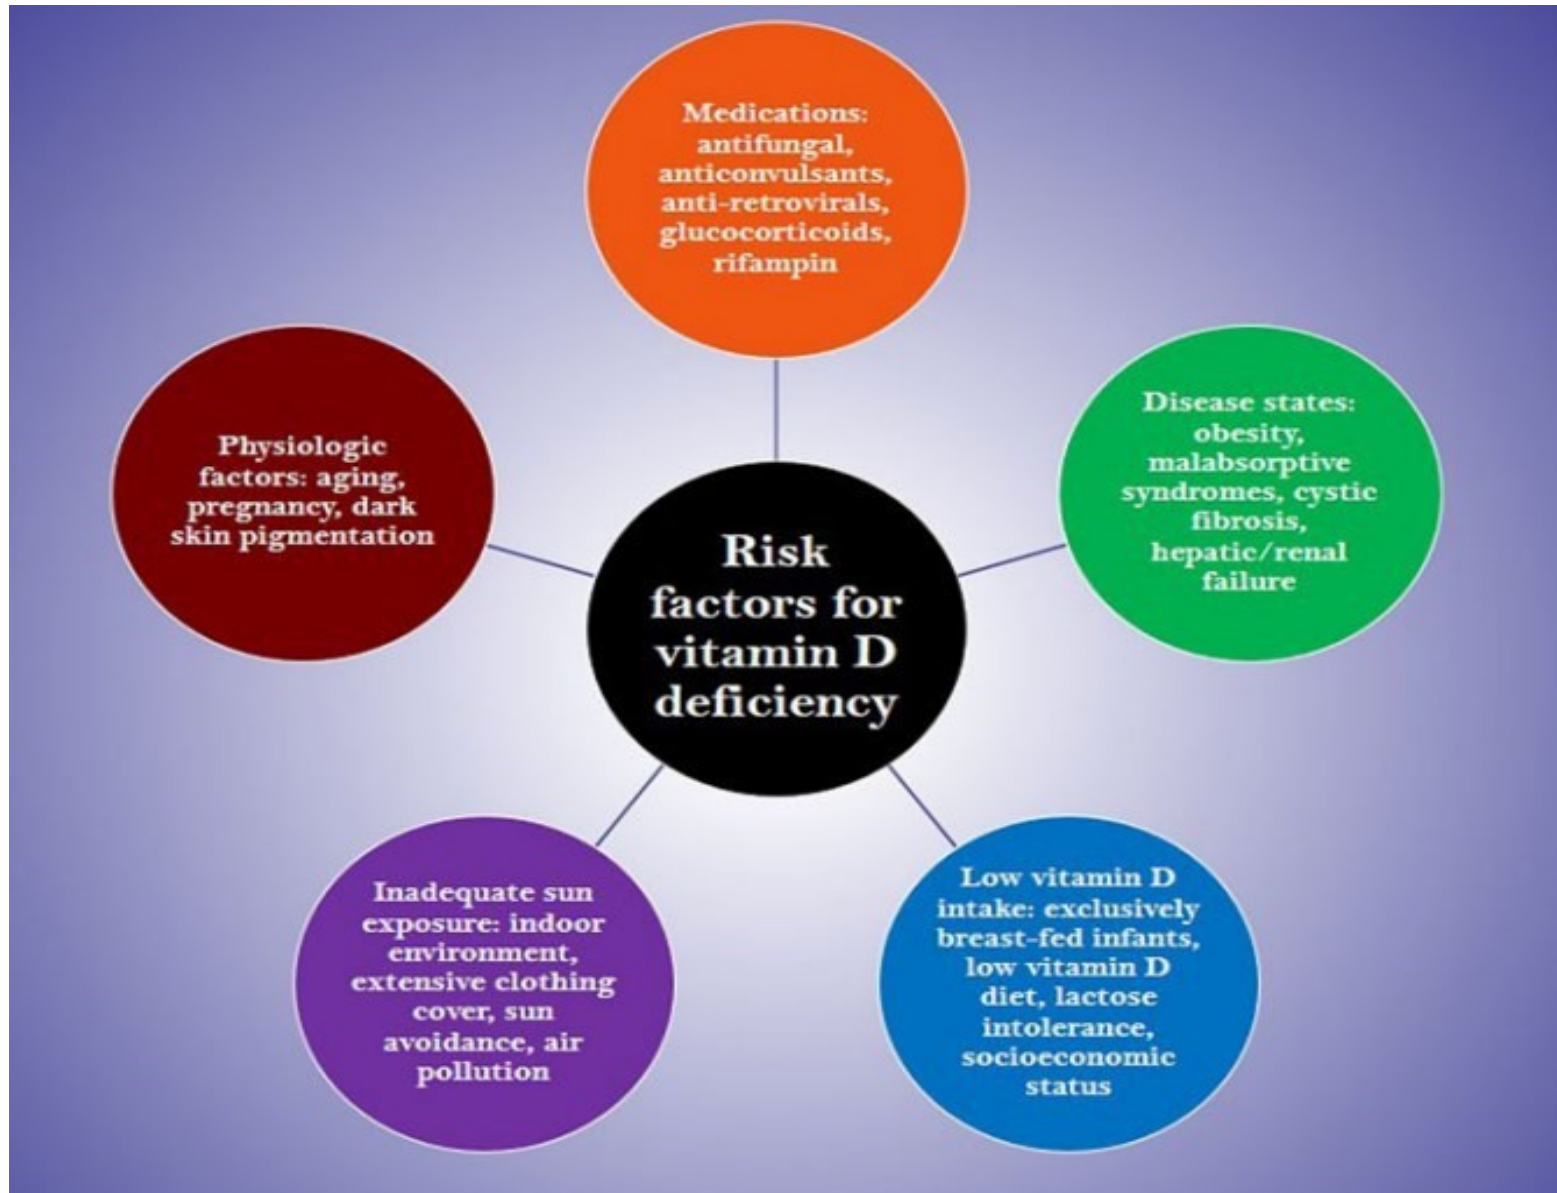 Medications:
antifungal,
anticonvulsants,
anti-retrovirals,
glucocorticoids,
rifampin
Physiologic
factors: aging,
pregnancy, dark
skin pigmentation
Disease states:
obesity,
malabsorptive
syndromes, cystic
fibrosis,
hepatic/renal
failure
Risk
factors for
vitamin D
deficiency
Inadequate sun
exposure: indoor
environment,
extensive clothing
cover, sun
avoidance, air
pollution
Low vitamin D
intake: exclusively
breast-fed infants,
low vitamin D
diet, lactose
intolerance,
socioeconomic
status